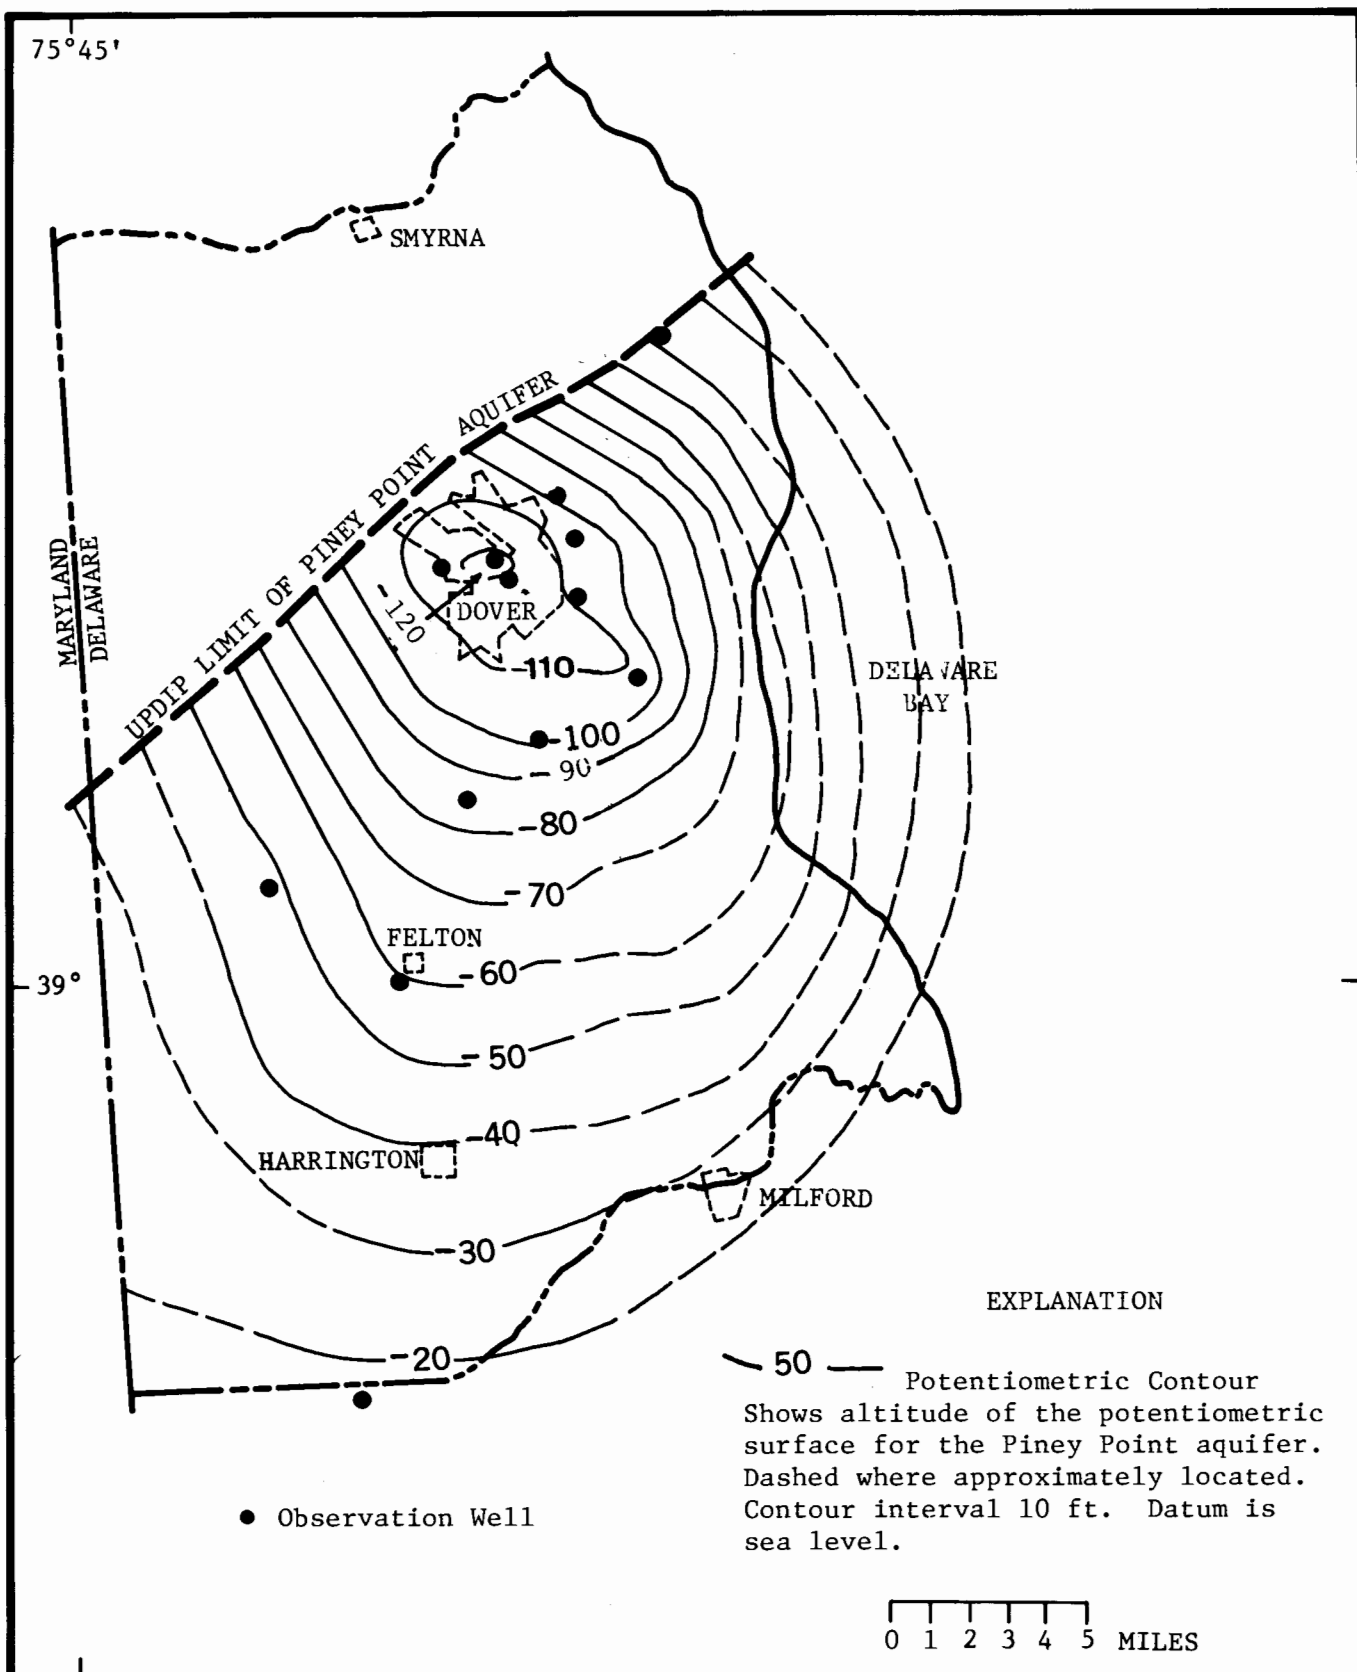 75°45'
SMYRNA
UPDIP LIMIT OF PINEY POINT AQUIFER
MARYLAND
DELAWARE
-120
DOVER
-110
DELAWARE
BAY
-100
-90
-80
-70
FELTON
-60
39°
-50
-40
HARRINGTON
MILFORD
-30
-20
EXPLANATION
50
Potentiometric Contour
Shows altitude of the potentiometric
surface for the Piney Point aquifer.
Dashed where approximately located.
Contour interval 10 ft. Datum is
sea level.
Observation Well
0 1 2 3 4 5 MILES